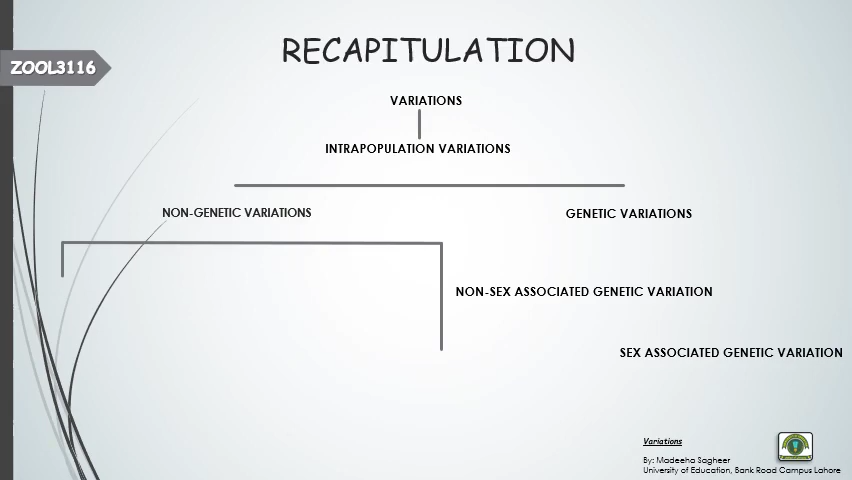 RECAPITULATION
ZOOL3116
VARIATIONS
INTRAPOPULATION VARIATIONS
NON-GENETIC VARIATIONS
GENETIC VARIATIONS
NON-SEX ASSOCIATED GENETIC VARIATION
SEX ASSOCIATED GENETIC VARIATION
Variations
By: Madeeha Sagheer
University of Education, Bank Road Campus Lahore